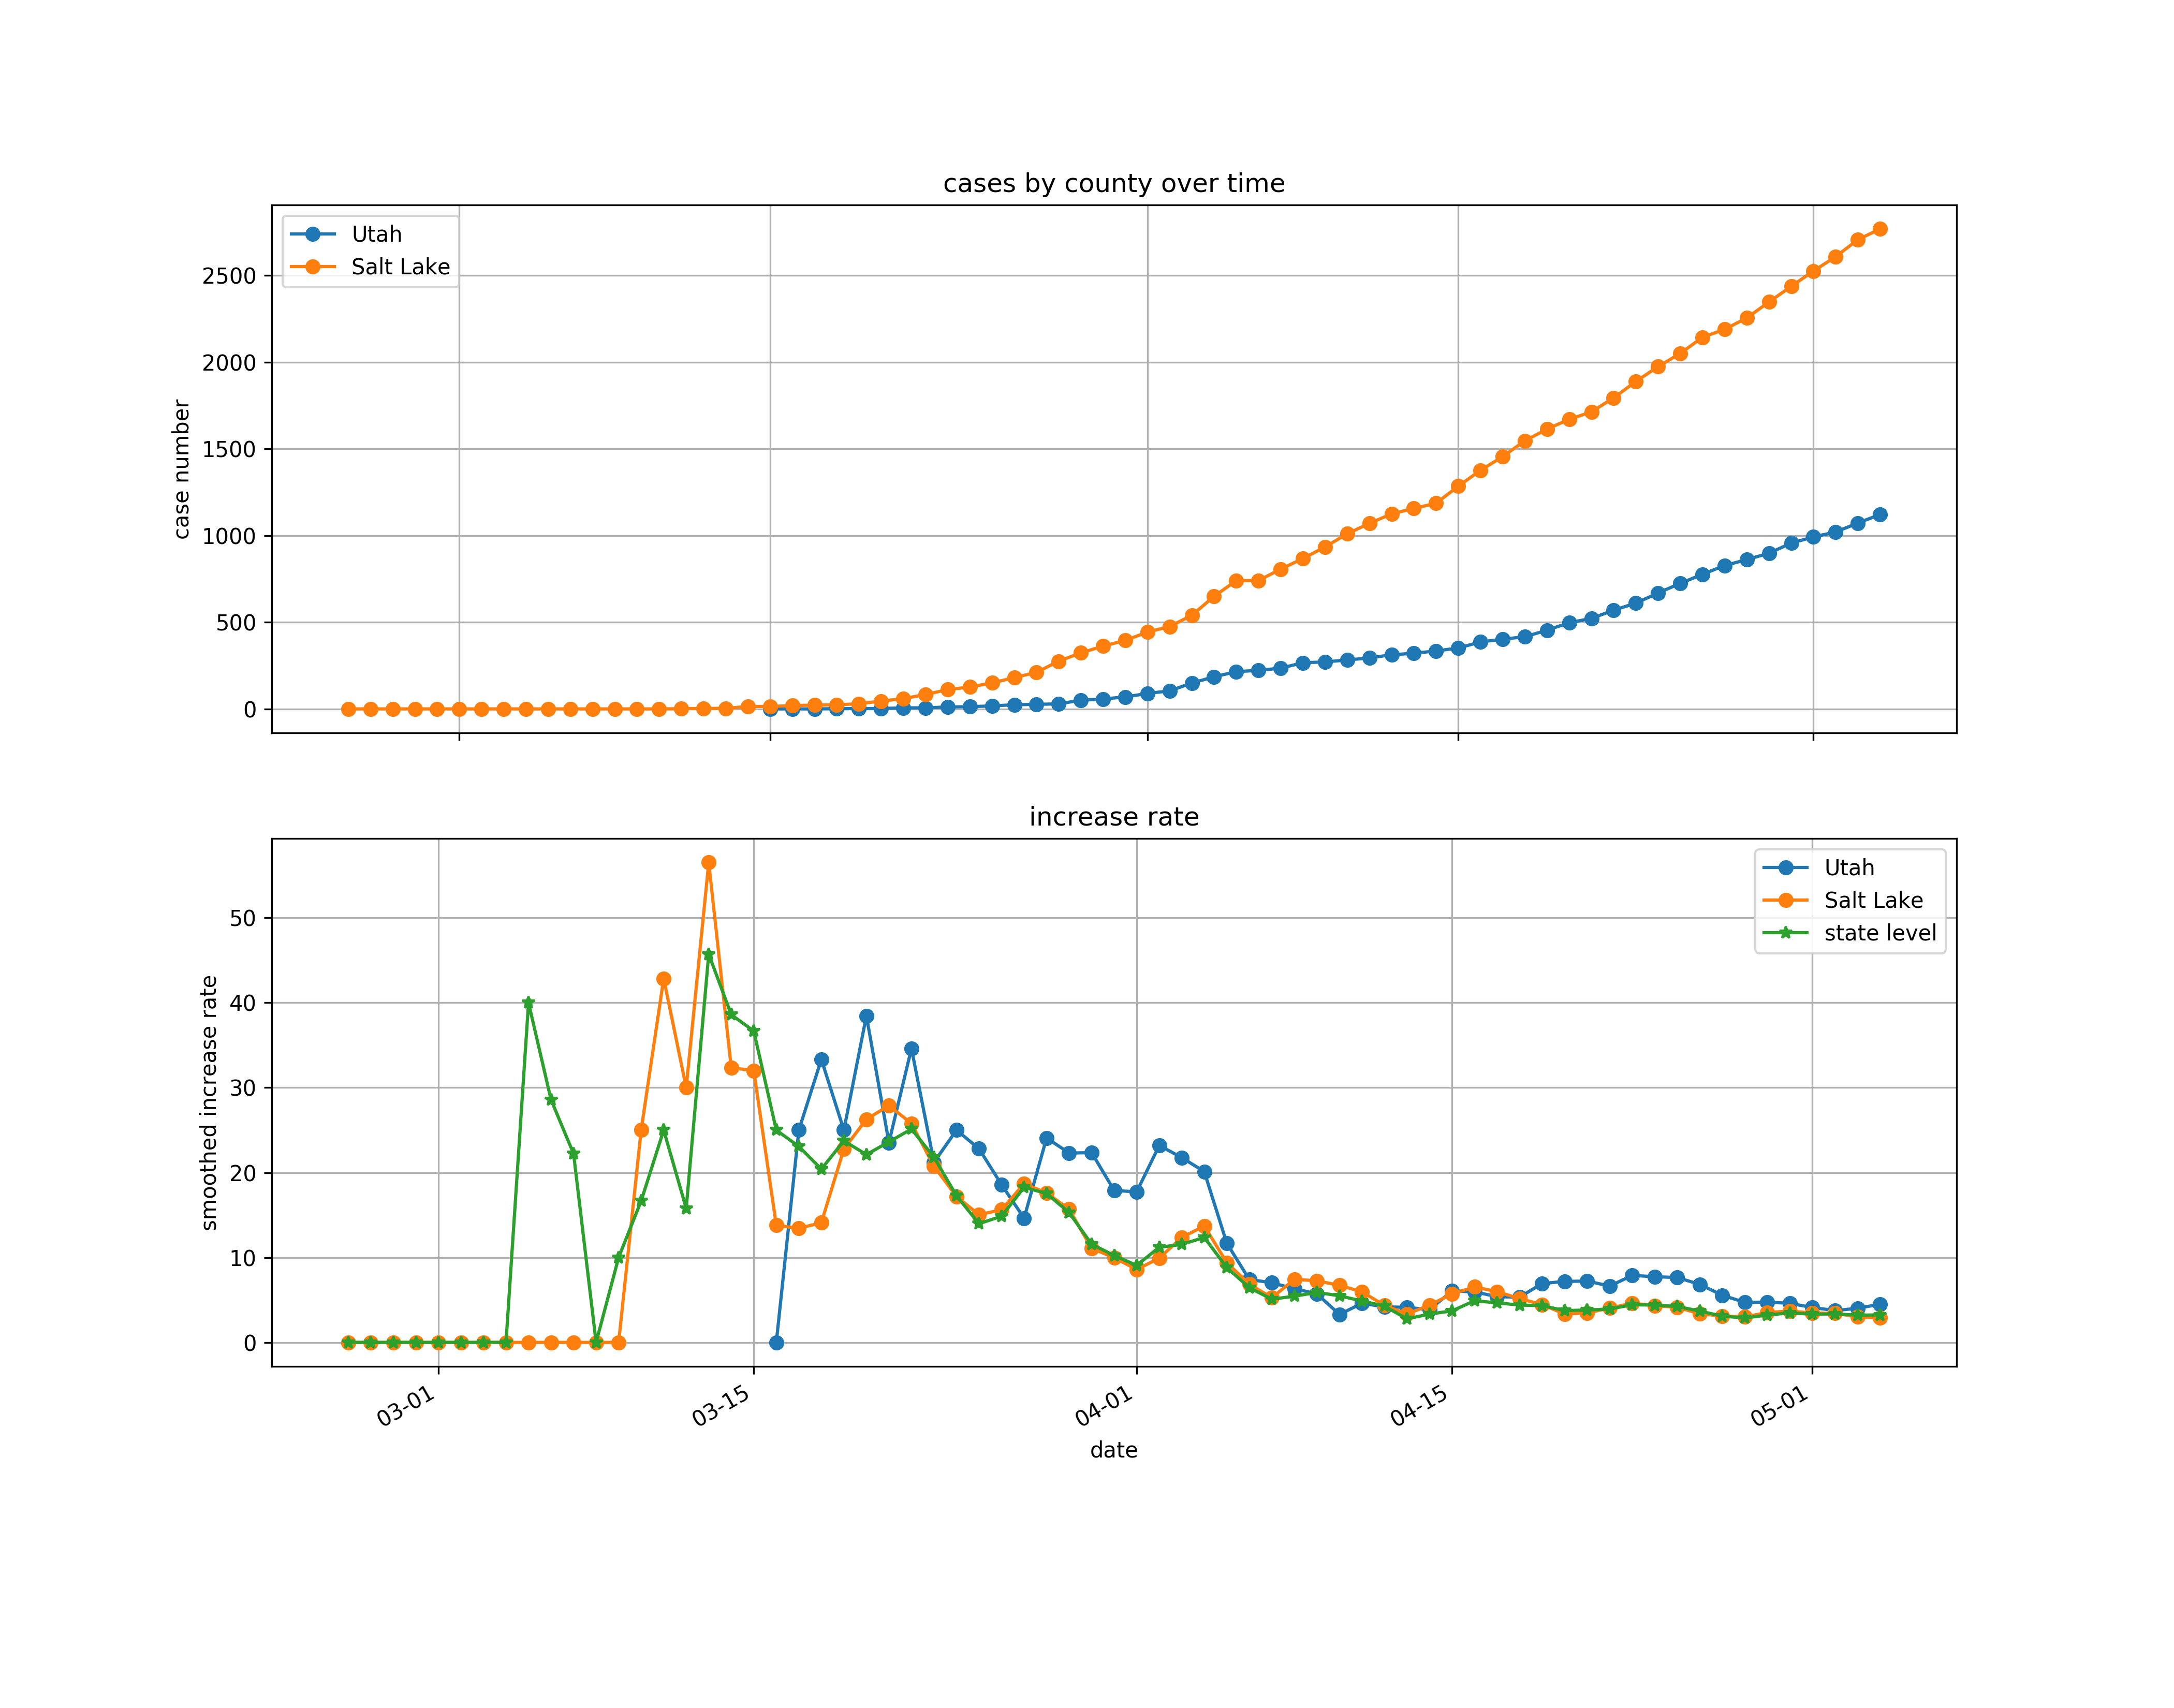 cases by county over time
Utah
Salt Lake
case number
2500
2000
1500
1000
500
0
increase rate
Utah
Salt Lake
state level
smoothed increase rate
50
40
30
20
10
0
03-01
03-15
04-01
04-15
05-01
date